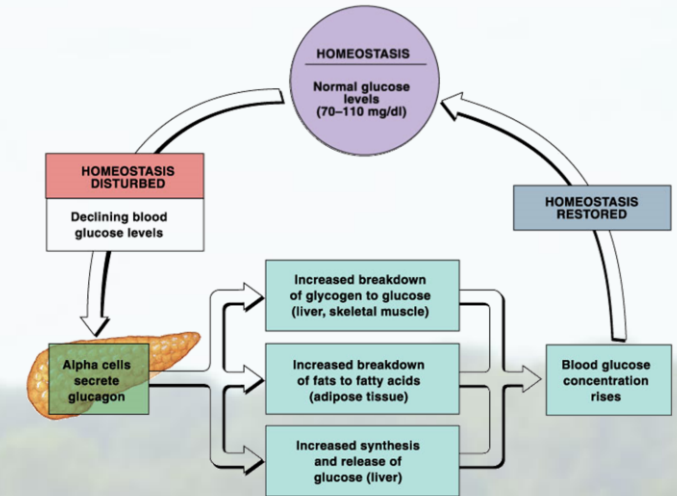 HOMEOSTASIS
Normal glucose
levels
(70–110 mg/dl)
HOMEOSTASIS
DISTURBED
Declining blood
glucose levels
HOMEOSTASIS
RESTORED
Alpha cells
secrete
glucagon
Increased breakdown
of glycogen to glucose
(liver, skeletal muscle)
Increased breakdown
of fats to fatty acids
(adipose tissue)
Increased synthesis
and release of
glucose (liver)
Blood glucose
concentration
rises